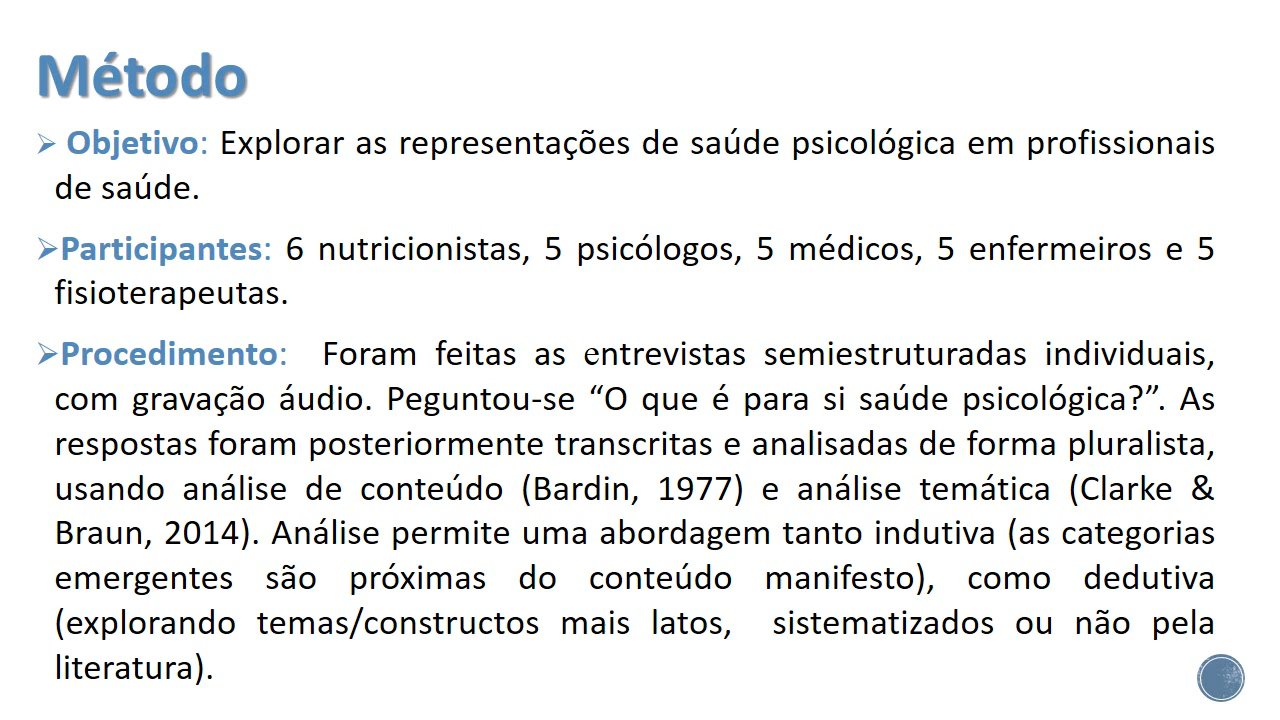 Método
➢ Objetivo: Explorar as representações de saúde psicológica em profissionais
de saúde.
➢Participantes: 6 nutricionistas, 5 psicólogos, 5 médicos, 5 enfermeiros e 5
fisioterapeutas.
➢Procedimento: Foram feitas as entrevistas semiestruturadas individuais,
com gravação áudio. Peguntou-se “O que é para si saúde psicológica?”. As
respostas foram posteriormente transcritas e analisadas de forma pluralista,
usando análise de conteúdo (Bardin, 1977) e análise temática (Clarke &
Braun, 2014). Análise permite uma abordagem tanto indutiva (as categorias
emergentes são próximas do conteúdo manifesto), como dedutiva
(explorando temas/constructos mais latos, sistematizados ou não pela
literatura).